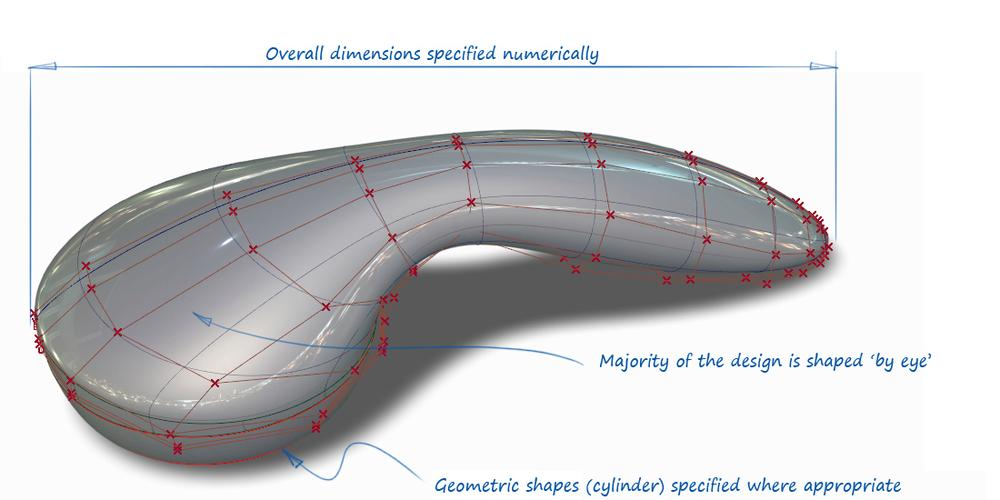 Overall dimensions specified numerically
Majority of the design is shaped ‘by eye’
Geometric shapes (cylinder) specified where appropriate